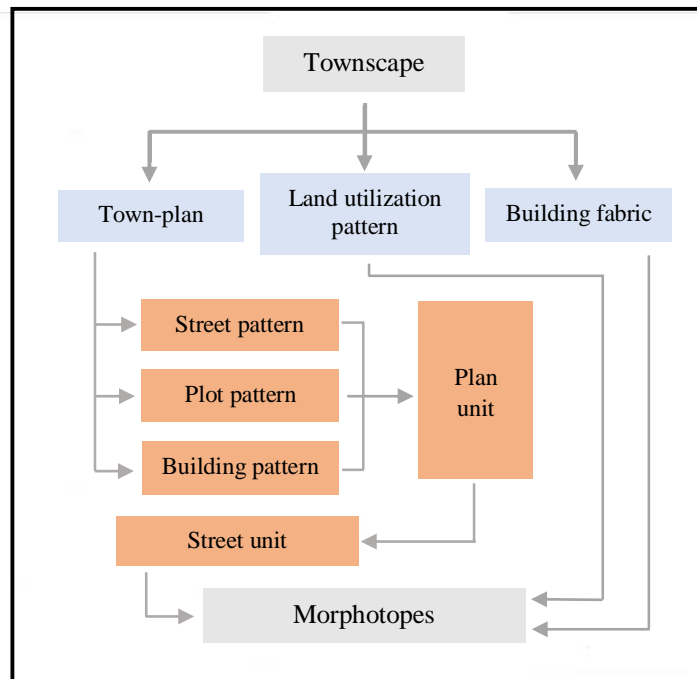 Townscape
Town-plan
Land utilization
pattern
Building fabric
Street pattern
Plot pattern
Building pattern
Plan
unit
Street unit
Morphotopes